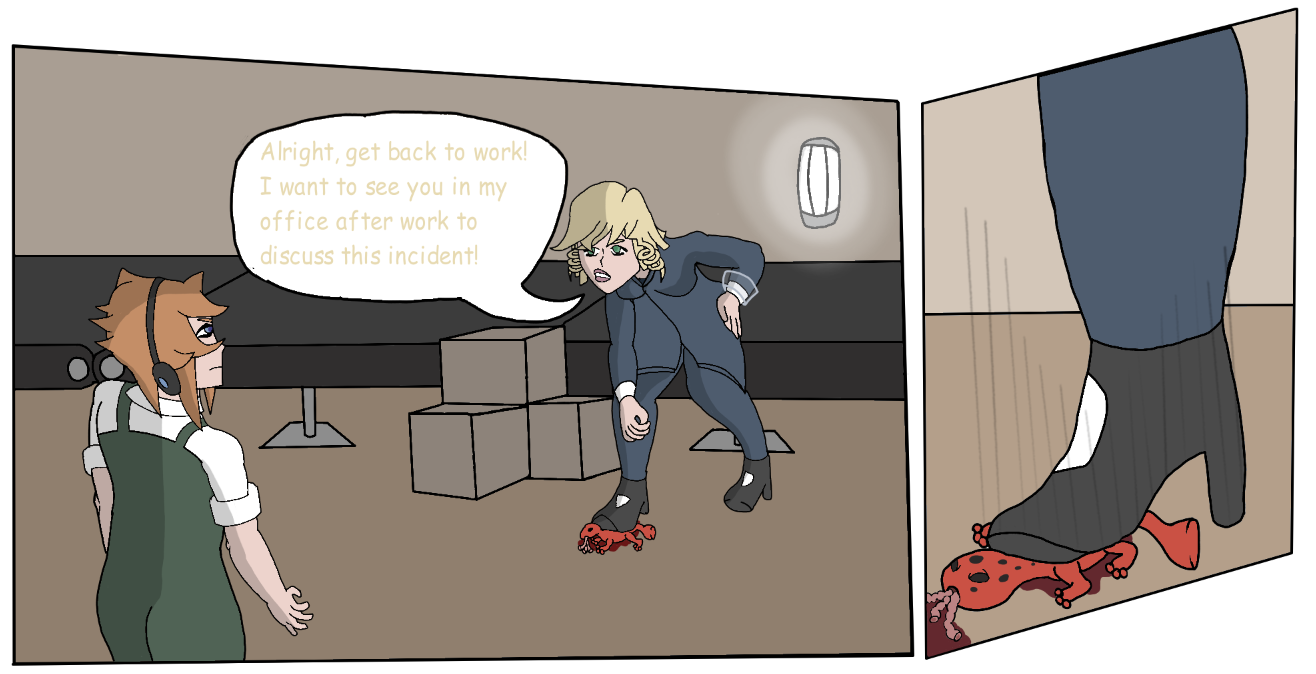 Alright, get back to work!
I want to see you in my
office after work to
discuss this incident!